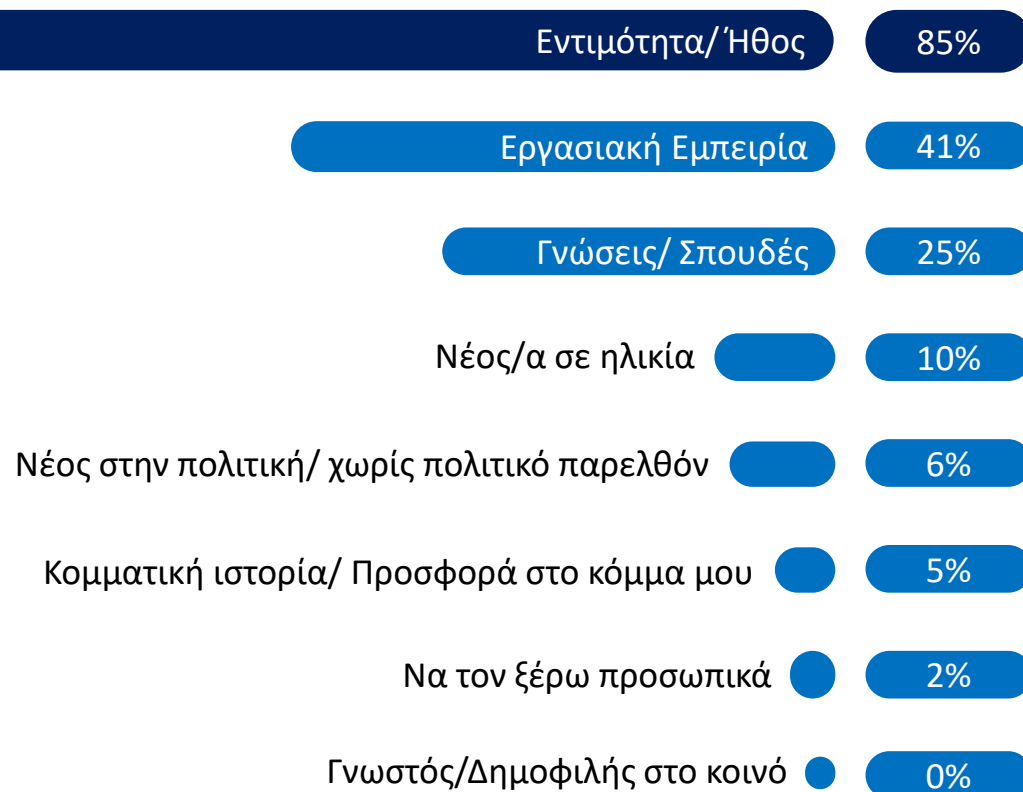 Εντιμότητα/Ήθος 85%
Εργασιακή Εμπειρία 41%
Γνώσεις/ Σπουδές 25%
Νέος/α σε ηλικία 10%
Νέος στην πολιτική/ χωρίς πολιτικό παρελθόν 6%
Κομματική ιστορία/ Προσφορά στο κόμμα μου 5%
Να τον ξέρω προσωπικά 2%
Γνωστός/Δημοφιλής στο κοινό 0%